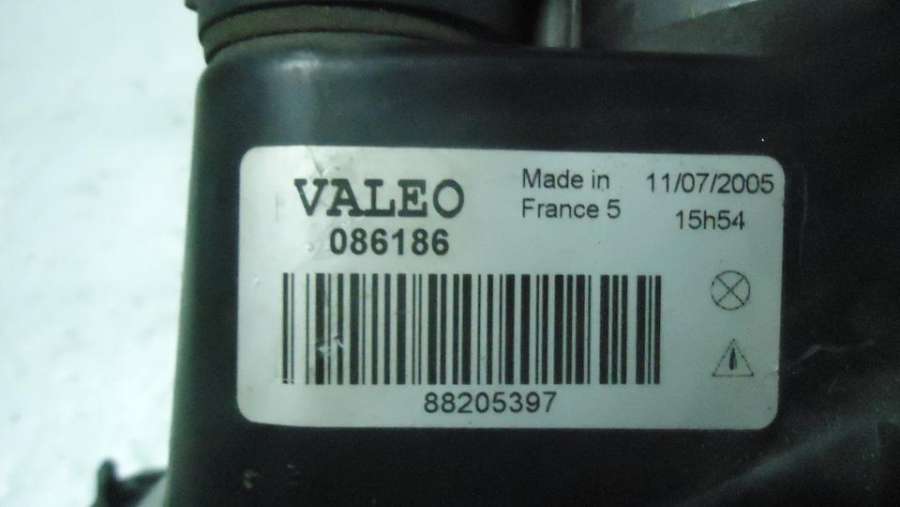 VALEO
086186
Made in
France 5
11/07/2005
15h54
88205397